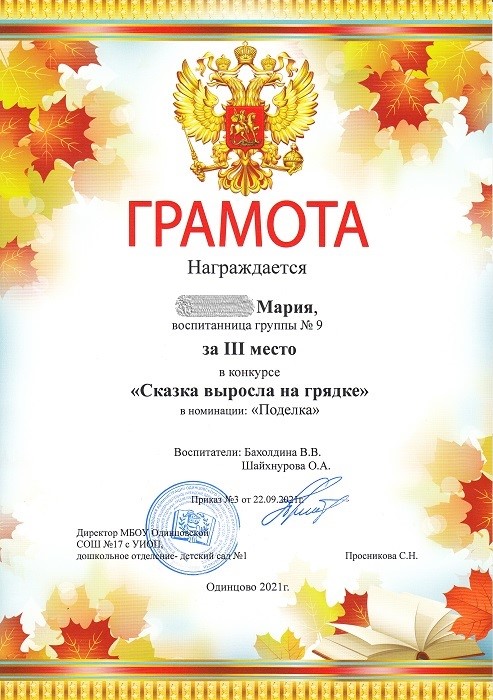 ГРАМОТА
Награждается
Мария,
воспитанница группы № 9
за III место
в конкурсе
«Сказка выросла на грядке»
в номинации: «Поделка»
Воспитатели: Бахолдина В.В.
Шайхнурова О.А.
Приказ №3 от 22.09.2021г.
Директор МБОУ Одинцовской
СОШ №17 с УИОП,
дошкольное отделение- детский сад №1
Просникова С.Н.
Одинцово 2021г.